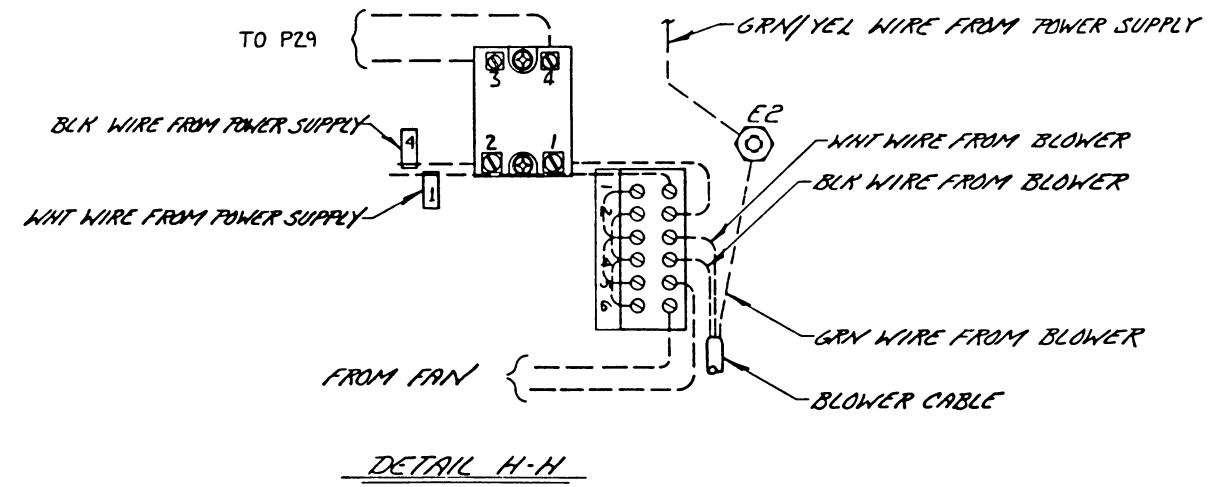 GRN/YEL WIRE FROM POWER SUPPLY
TO P29
3 4
E2
BLK WIRE FROM POWER SUPPLY
4
2 1
WHT WIRE FROM BLOWER
BLK WIRE FROM BLOWER
1
WHT WIRE FROM POWER SUPPLY
1
2
4
5
6
GRN WIRE FROM BLOWER
FROM FAN
BLOWER CABLE
DETAIL H-H